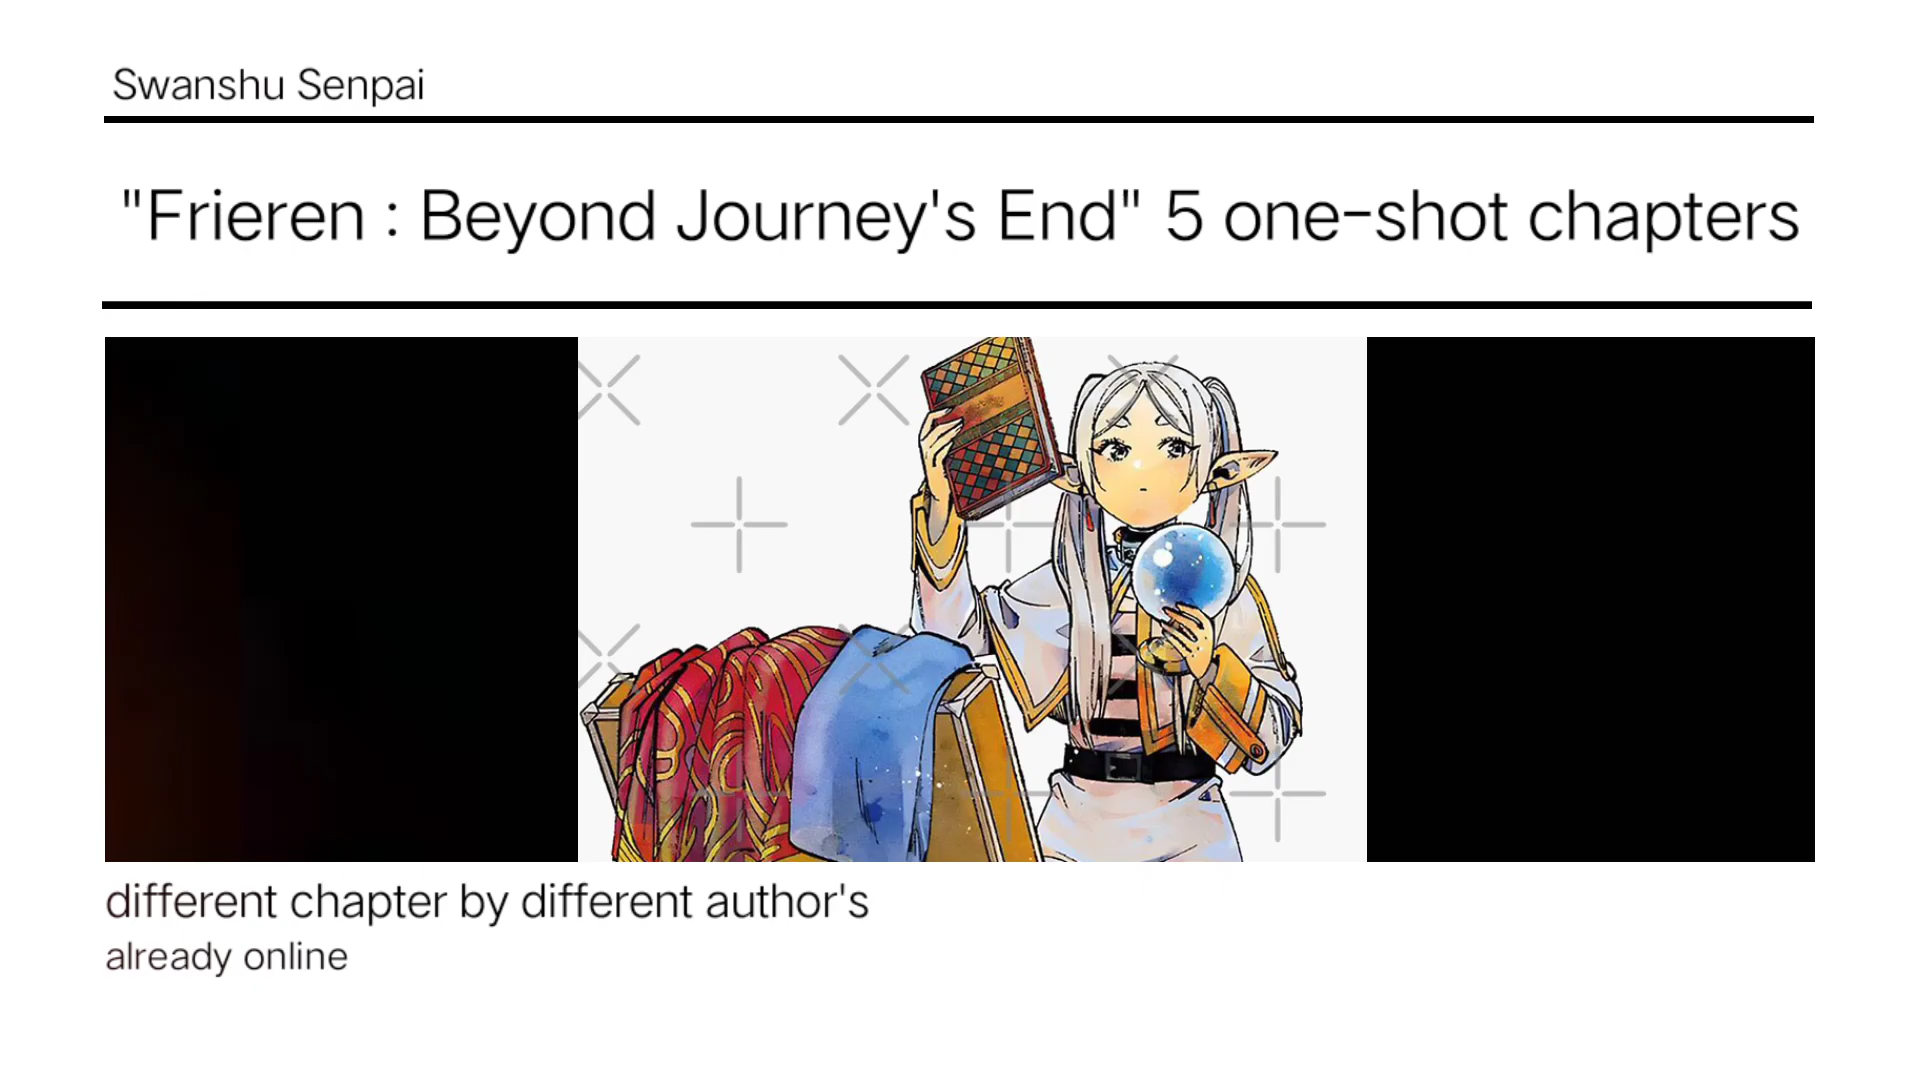 Swanshu Senpai
"Frieren : Beyond Journey's End" 5 one-shot chapters
different chapter by different author's
already online